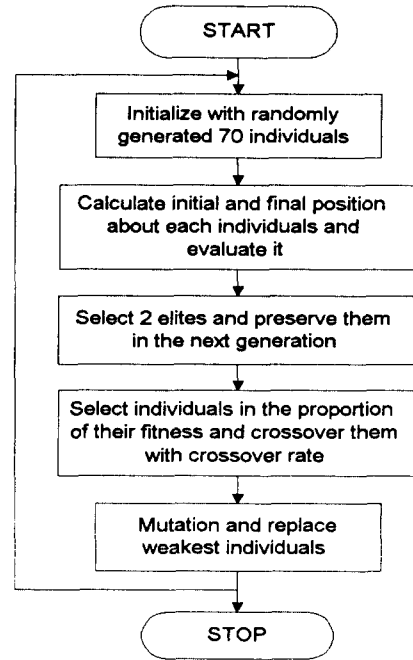 START
Initialize with randomly
generated 70 individuals
Calculate initial and final position
about each individuals and
evaluate it
Select 2 elites and preserve them
in the next generation
Select individuals in the proportion
of their fitness and crossover them
with crossover rate
Mutation and replace
weakest individuals
STOP